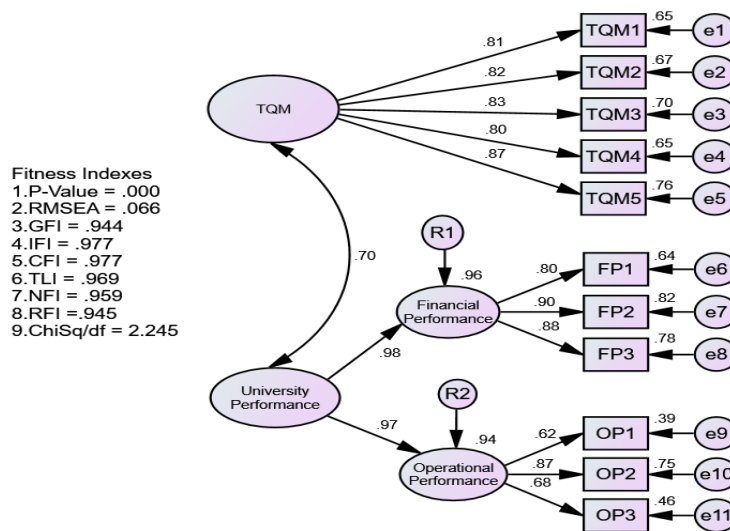 Fitness Indexes
1.P-Value = .000
2.RMSEA = .066
3.GFI = .944
4.IFI = .977
5.CFI = .977
6.TLI = .969
7.NFI = .959
8.RFI =.945
9.ChiSq/df = 2.245
TQM
.81
.82
.83
.80
.87
.65
TQM1
e1
.67
TQM2
e2
.70
TQM3
e3
.65
TQM4
e4
.76
TQM5
e5
.70
R1
.96
Financial
Performance
.98
.80
.90
.88
.64
FP1
e6
.82
FP2
e7
.78
FP3
e8
University
Performance
.97
R2
.94
Operational
Performance
.62
.87
.68
.39
OP1
e9
.75
OP2
e10
.46
OP3
e11